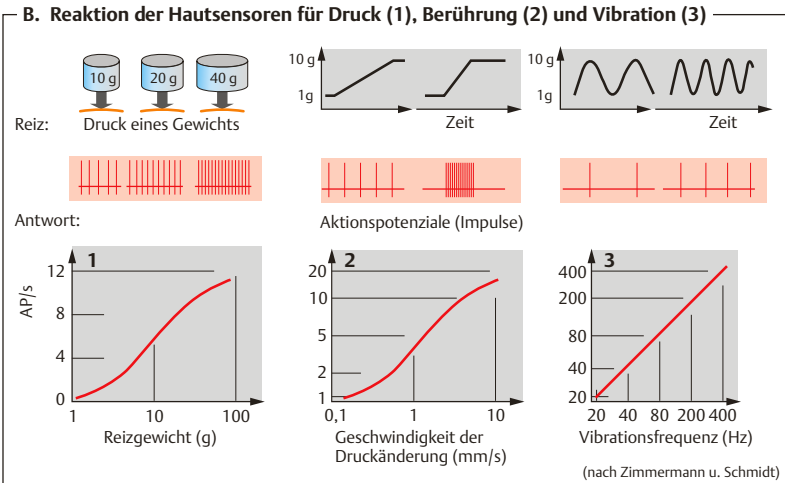 B. Reaktion der Hautsensoren für Druck (1), Berührung (2) und Vibration (3)
10 g 20 g 40 g
Reiz: Druck eines Gewichts
10 g
1g
Zeit
10 g
1g
Zeit
Antwort:
Aktionspotenziale (Impulse)
1
AP/s
12
8
4
0
1 10 100
Reizgewicht (g)
2
20
10
5
2
1
0,1 1 10
Geschwindigkeit der
Druckänderung (mm/s)
3
400
200
80
40
20
20 40 80 200 400
Vibrationsfrequenz (Hz)
(nach Zimmermann u. Schmidt)